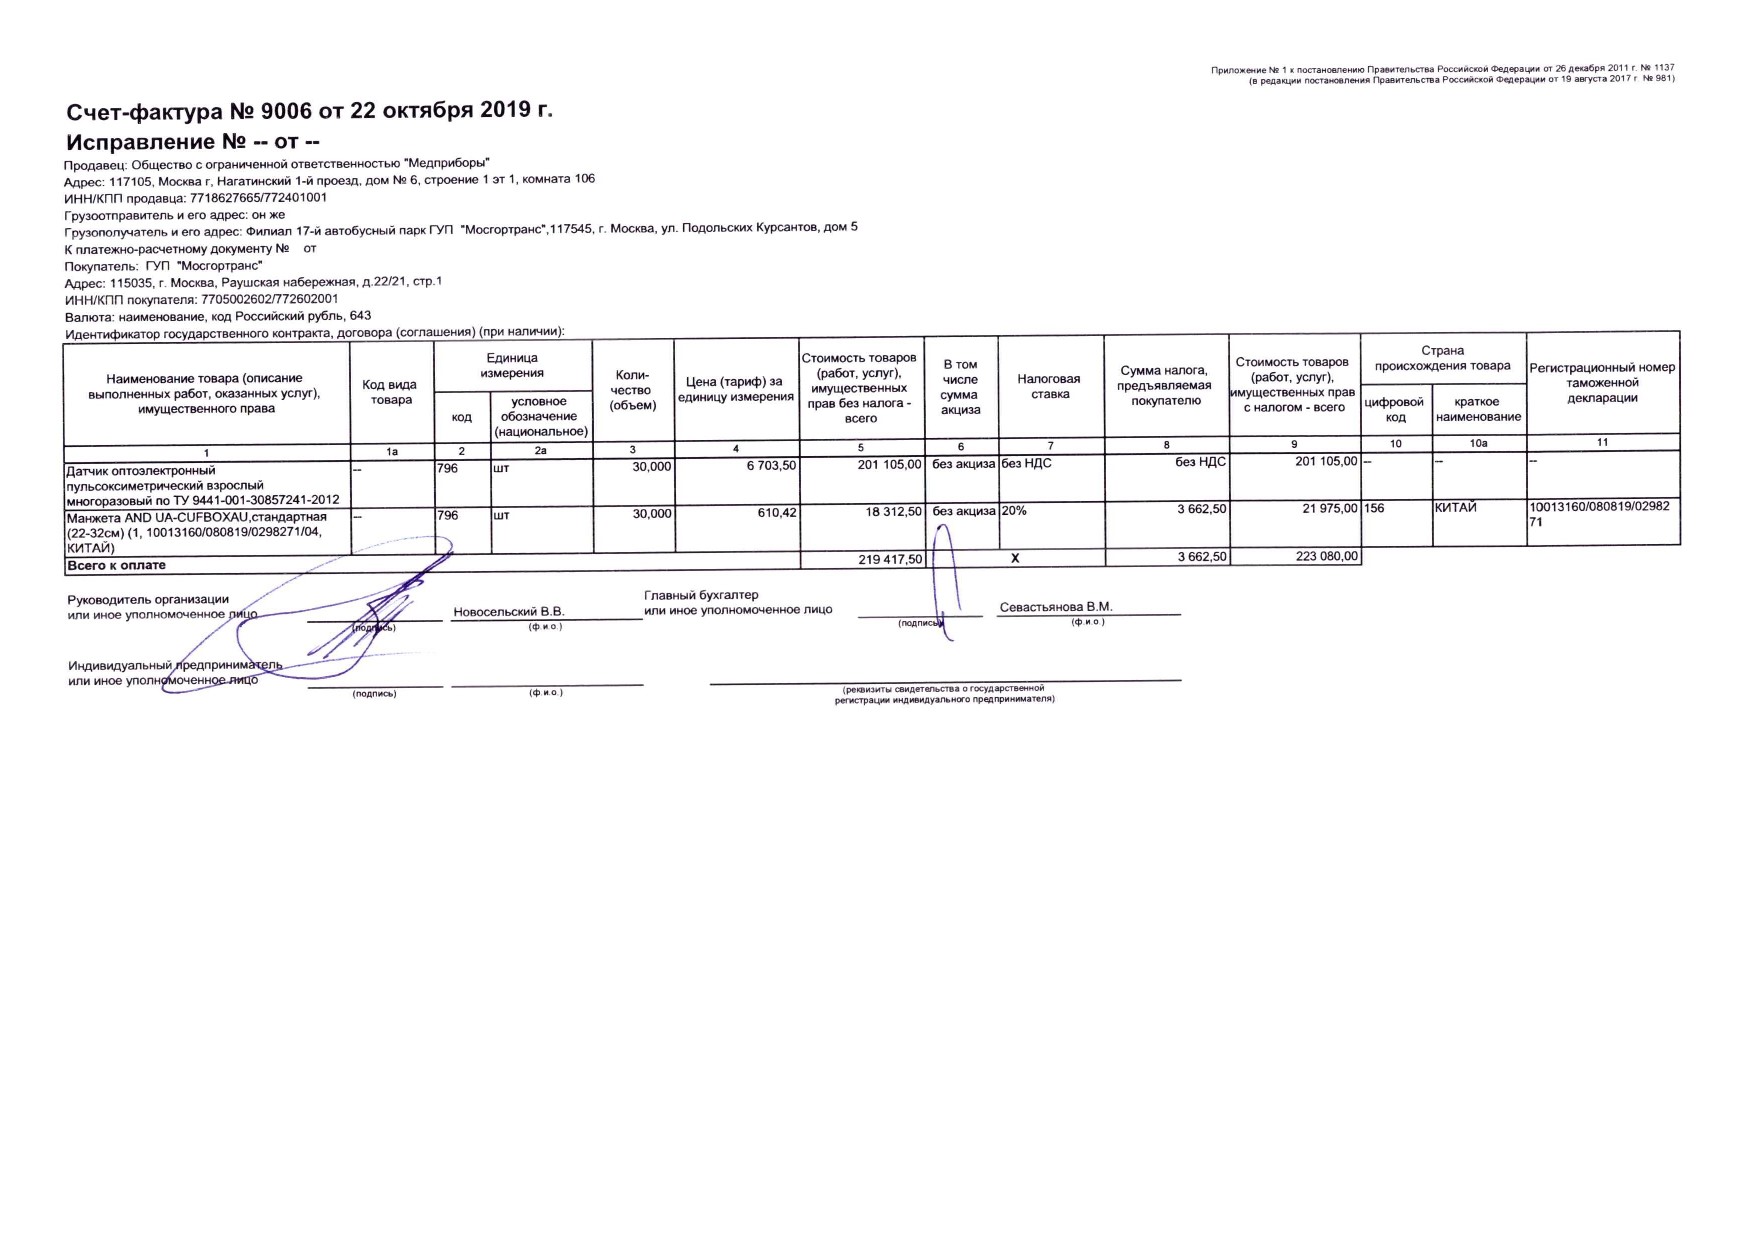 Приложение № 1 к постановлению Правительства Российской Федерации от 26 декабря 2011 г. № 1137
(в редакции постановления Правительства Российской Федерации от 19 августа 2017 г № 981)
Счет-фактура № 9006 от 22 октября 2019 г.
Исправление № -- от --
Продавец: Общество с ограниченной ответственностью "Медприборы"
Адрес: 117105, Москва г, Нагатинский 1-й проезд, дом № 6, строение 1 эт 1, комната 106
ИНН/КПП продавца: 7718627665/772401001
Грузоотправитель и его адрес: он же
Грузополучатель и его адрес: Филиал 17-й автобусный парк ГУП "Мосгортранс",117545, г. Москва, ул. Подольских Курсантов, дом 5
К платежно-расчетному документу № от
Покупатель: ГУП "Мосгортранс"
Адрес: 115035, г. Москва, Раушская набережная, д.22/21, стр.1
ИНН/КПП покупателя: 7705002602/772602001
Валюта: наименование, код Российский рубль, 643
Идентификатор государственного контракта, договора (соглашения) (при наличии):
Наименование товара (описание
выполненных работ, оказанных услуг),
имущественного права
Код вида
товара
Единица
измерения
код
условное
обозначение
(национальное)
Коли-
чество
(объем)
Цена (тариф) за
единицу измерения
Стоимость товаров
(работ, услуг),
имущественных
прав без налога -
всего
В том
числе
сумма
акциза
Налоговая
ставка
Сумма налога,
предъявляемая
покупателю
Стоимость товаров
(работ, услуг),
имущественных прав
с налогом - всего
Страна
происхождения товара
цифровой
код
краткое
наименование
Регистрационный номер
таможенной
декларации
1 1а 2 2а 3 4 5 6 7 8 9 10 10а 11
Датчик оптоэлектронный
пульсоксиметрический взрослый
многоразовый по ТУ 9441-001-30857241-2012
-- 796 шт 30,000 6 703,50 201 105,00 без акциза без НДС без НДС 201 105,00 -- -- --
Манжета AND UA-CUFBOXAU,стандартная
(22-32см) (1, 10013160/080819/0298271/04,
КИТАЙ)
-- 796 шт 30,000 610,42 18 312,50 без акциза 20% 3 662,50 21 975,00 156 КИТАЙ 10013160/080819/02982
71
Всего к оплате 219 417,50 X 3 662,50 223 080,00
Руководитель организации
или иное уполномоченное лицо
(подпись)
Новосельский В.В.
(ф.и.о.)
Главный бухгалтер
или иное уполномоченное лицо
(подпись)
Севастьянова В.М.
(ф.и.о.)
Индивидуальный предприниматель
или иное уполномоченное лицо
(подпись)
(ф.и.о.)
(реквизиты свидетельства о государственной
регистрации индивидуального предпринимателя)